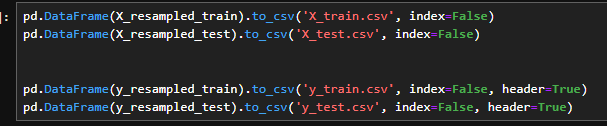 ]:
pd.DataFrame(X_resampled_train).to_csv('X_train.csv', index=False)
pd.DataFrame(X_resampled_test).to_csv('X_test.csv', index=False)
pd.DataFrame(y_resampled_train).to_csv('y_train.csv', index=False, header=True)
pd.DataFrame(y_resampled_test).to_csv('y_test.csv', index=False, header=True)